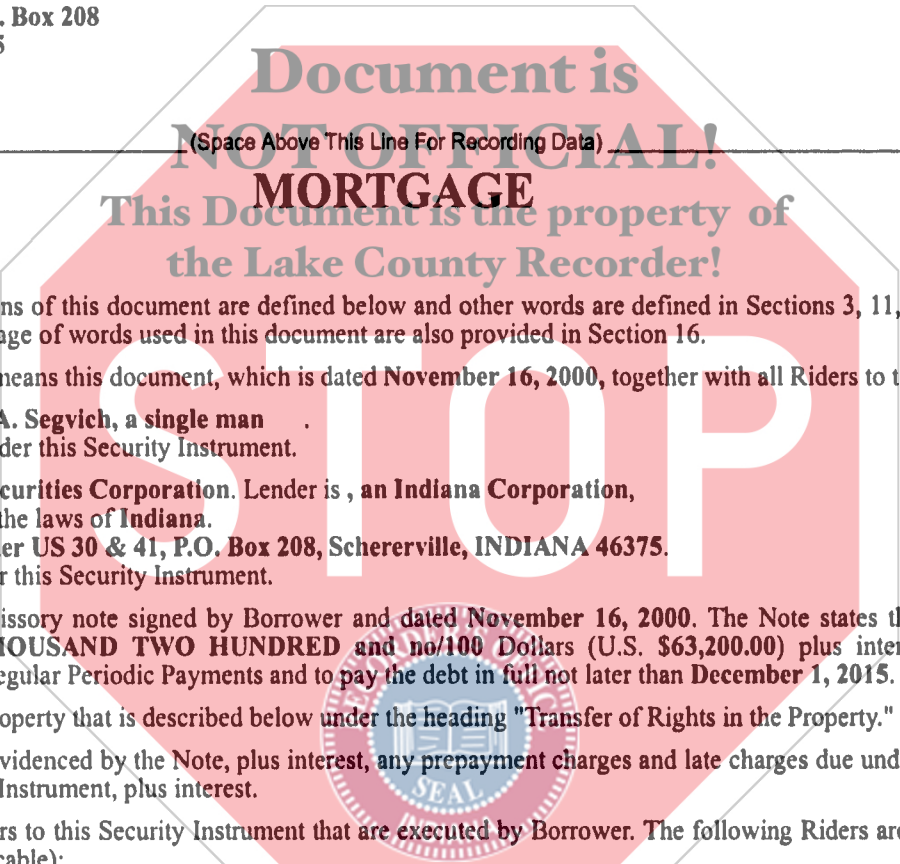 . Box 208
5
Document is
NOT OFFICIAL!
(Space Above This Line For Recording Data)
MORTGAGE
This Document is the property of
the Lake County Recorder!
ns of this document are defined below and other words are defined in Sections 3, 11,
age of words used in this document are also provided in Section 16.
means this document, which is dated November 16, 2000, together with all Riders to t
A. Segvich, a single man .
der this Security Instrument.
curities Corporation. Lender is , an Indiana Corporation,
the laws of Indiana.
er US 30 & 41, P.O. Box 208, Schererville, INDIANA 46375.
r this Security Instrument.
STOP
issory note signed by Borrower and dated November 16, 2000. The Note states th
HOUSAND TWO HUNDRED and no/100 Dollars (U.S. $63,200.00) plus inter
egular Periodic Payments and to pay the debt in full not later than December 1, 2015.
operty that is described below under the heading "Transfer of Rights in the Property."
videnced by the Note, plus interest, any prepayment charges and late charges due und
Instrument, plus interest.
SEAL
INDIANA
rs to this Security Instrument that are executed by Borrower. The following Riders are
cable):